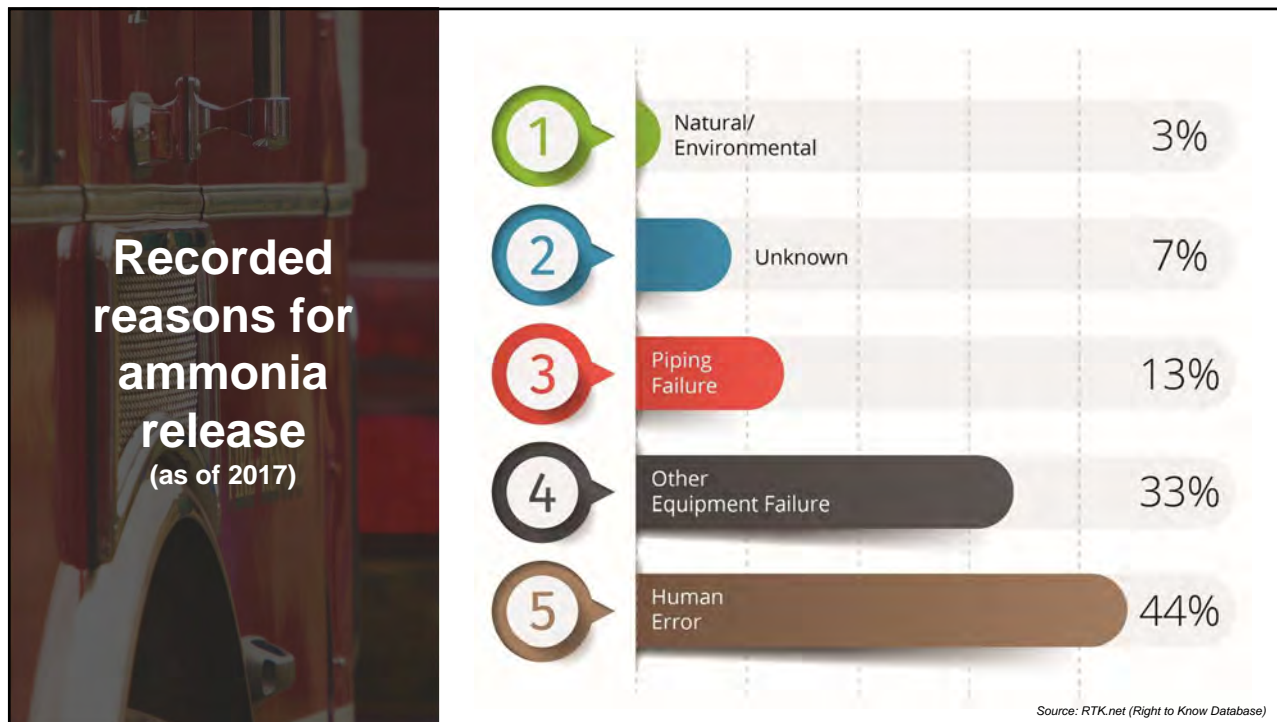 Recorded
reasons for
ammonia
release
(as of 2017)
1
Natural/
Environmental
3%
2
Unknown
7%
3
Piping
Failure
13%
4
Other
Equipment Failure
33%
5
Human
Error
44%
Source: RTK.net (Right to Know Database)